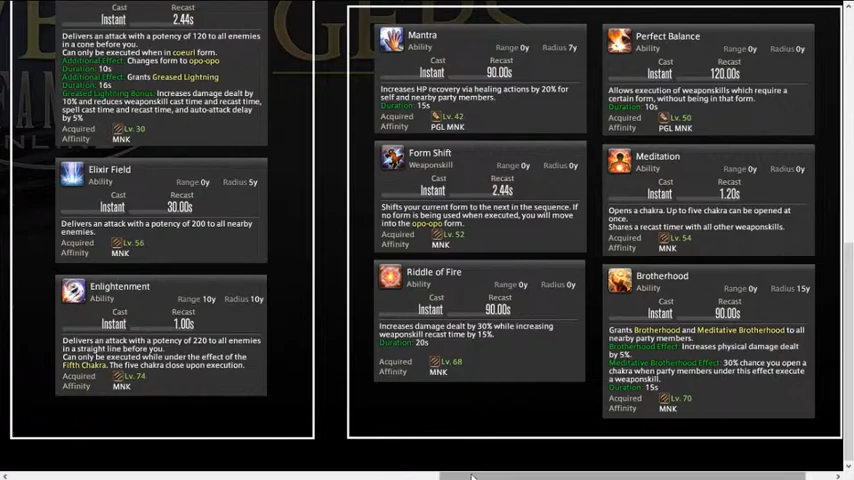 Cast
Recast
Instant
2.44s
Delivers an attack with a potency of 120 to all enemies
in a cone before you.
Can only be executed when in coeurl form.
Additional Effect: Changes form to opo-opo
Duration: 10s
Additional Effect: Grants Greased Lightning
Duration: 16s
Greased Lightning Bonus: Increases damage dealt by
10% and reduces weaponskill cast time and recast time,
spell cast time and recast time, and auto-attack delay
by 5%
Acquired Lv. 30
Affinity MNK
Elixir Field
Ability Range 0y Radius 5y
Cast
Recast
Instant
30.00s
Delivers an attack with a potency of 200 to all nearby
enemies.
Acquired Lv. 56
Affinity MNK
Enlightenment
Ability Range 10y Radius 10y
Cast
Recast
Instant
1.00s
Delivers an attack with a potency of 220 to all enemies
in a straight line before you.
Can only be executed while under the effect of the
Fifth Chakra. The five chakra close upon execution.
Acquired Lv. 74
Affinity MNK
Mantra
Ability Range 0y Radius 7y
Cast
Recast
Instant
90.00s
Increases HP recovery via healing actions by 20% for
self and nearby party members.
Duration: 15s
Acquired Lv. 42
Affinity PGL MNK
Form Shift
Weaponskill Range 0y Radius 0y
Cast
Recast
Instant
2.44s
Shifts your current form to the next in the sequence. If
no form is being used when executed, you will move
into the opo-opo form.
Acquired Lv. 52
Affinity MNK
Riddle of Fire
Ability Range 0y Radius 0y
Cast
Recast
Instant
90.00s
Increases damage dealt by 30% while increasing
weaponskill recast time by 15%.
Duration: 20s
Acquired Lv. 68
Affinity MNK
Perfect Balance
Ability Range 0y Radius 0y
Cast
Recast
Instant
120.00s
Allows execution of weaponskills which require a
certain form, without being in that form.
Duration: 10s
Acquired Lv. 50
Affinity PGL MNK
Meditation
Ability Range 0y Radius 0y
Cast
Recast
Instant
1.20s
Opens a chakra. Up to five chakra can be opened at
once.
Shares a recast timer with all other weaponskills.
Acquired Lv. 54
Affinity MNK
Brotherhood
Ability Range 0y Radius 15y
Cast
Recast
Instant
90.00s
Grants Brotherhood and Meditative Brotherhood to all
nearby party members.
Brotherhood Effect: Increases physical damage dealt
by 5%.
Meditative Brotherhood Effect: 30% chance you open a
chakra when party members under this effect execute
a weaponskill.
Duration: 15s
Acquired Lv. 70
Affinity MNK